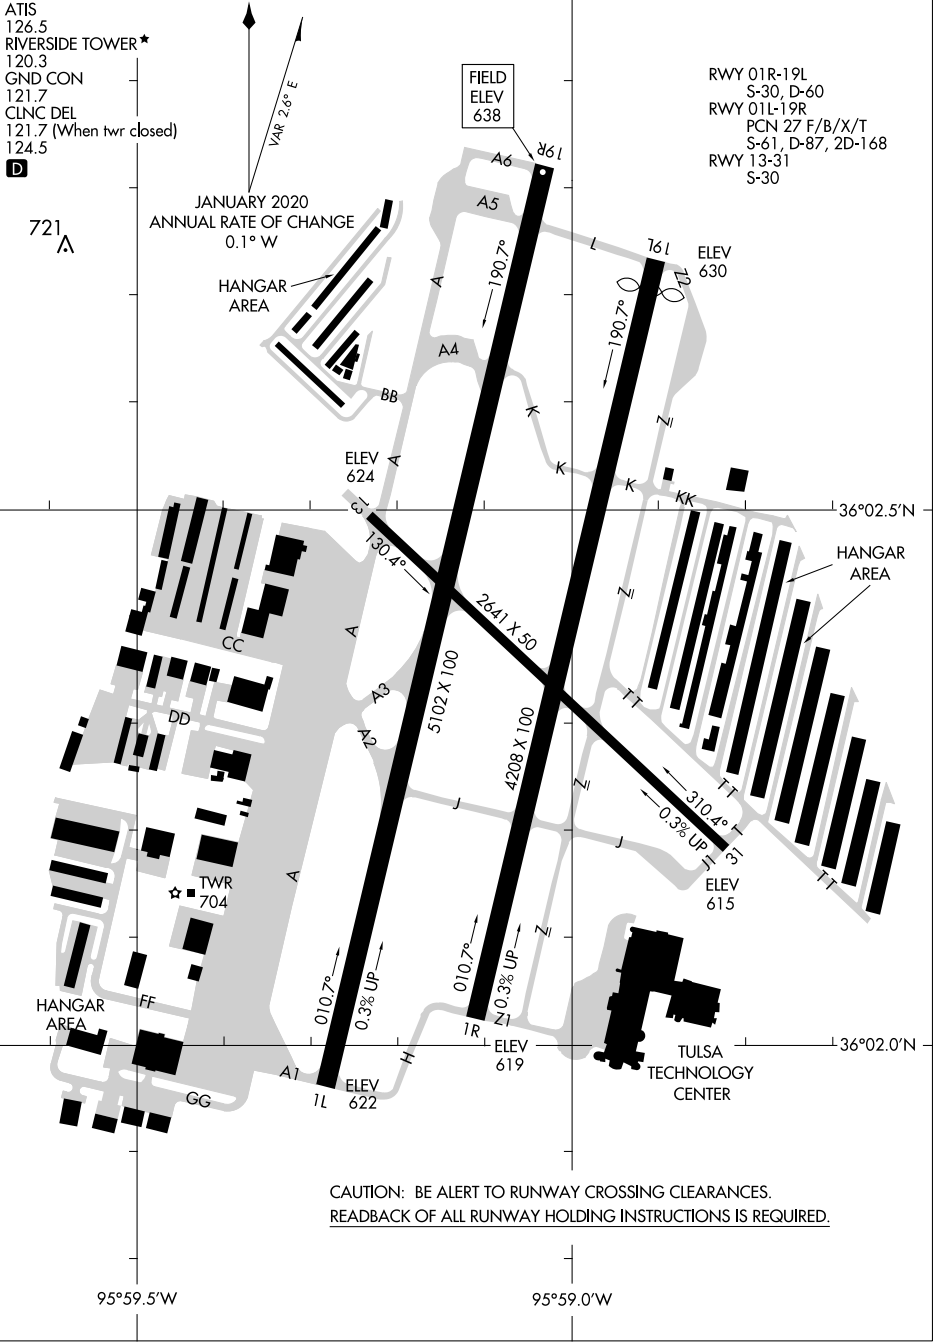 ATIS
126.5
RIVERSIDE TOWER★
120.3
GND CON
121.7
CLNC DEL
121.7 (When twr closed)
124.5
D
VAR 2.6° E
JANUARY 2020
ANNUAL RATE OF CHANGE
0.1° W
721
FIELD
ELEV
638
RWY 01R-19L
S-30, D-60
RWY 01L-19R
PCN 27 F/B/X/T
S-61, D-87, 2D-168
RWY 13-31
S-30
A6
19R
A5
L
19L
ELEV
630
Z2
HANGAR
AREA
A
190.7°
190.7°
A4
BB
K
Z
A
K
K
KK
ELEV
624
13
36°02.5'N
130.4°
HANGAR
AREA
2641 X 50
Z
A
CC
A3
5102 X 100
TT
DD
A2
4208 X 100
J
Z
TT
310.4°
0.3% UP
J
T
31
J1
TT
ELEV
615
A
TWR
704
Z
010.7°
0.3% UP
010.7°
0.3% UP
HANGAR
AREA
FF
1R
Z1
ELEV
619
H
36°02.0'N
TULSA
TECHNOLOGY
CENTER
A1
1L
ELEV
622
GG
CAUTION: BE ALERT TO RUNWAY CROSSING CLEARANCES.
READBACK OF ALL RUNWAY HOLDING INSTRUCTIONS IS REQUIRED.
95°59.5'W
95°59.0'W